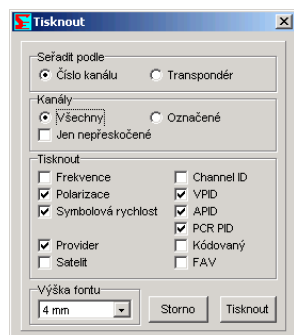 Tisknout
Seřadit podle
Číslo kanálu
Transpondér
Kanály
Všechny
Označené
Jen nepřeskočené
Tisknout
Frekvence
Channel ID
Polarizace
VPID
Symbolová rychlost
APID
PCR PID
Provider
Kódovaný
Satelit
FAV
Výška fontu
4 mm
Storno
Tisknout